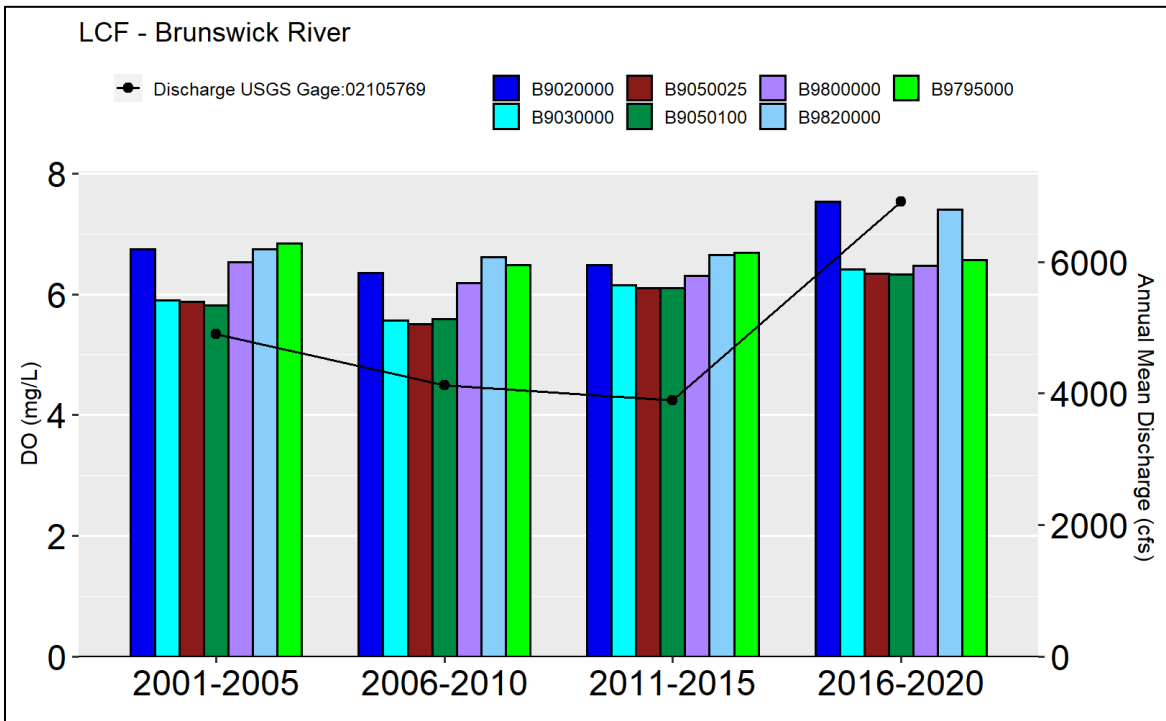 LCF - Brunswick River
Discharge USGS Gage:02105769
B9020000 B9050025 B9800000 B9795000
B9030000 B9050100 B9820000
8
6
4
2
0
DO (mg/L)
6000
4000
2000
0
Annual Mean Discharge (cfs)
2001-2005 2006-2010 2011-2015 2016-2020